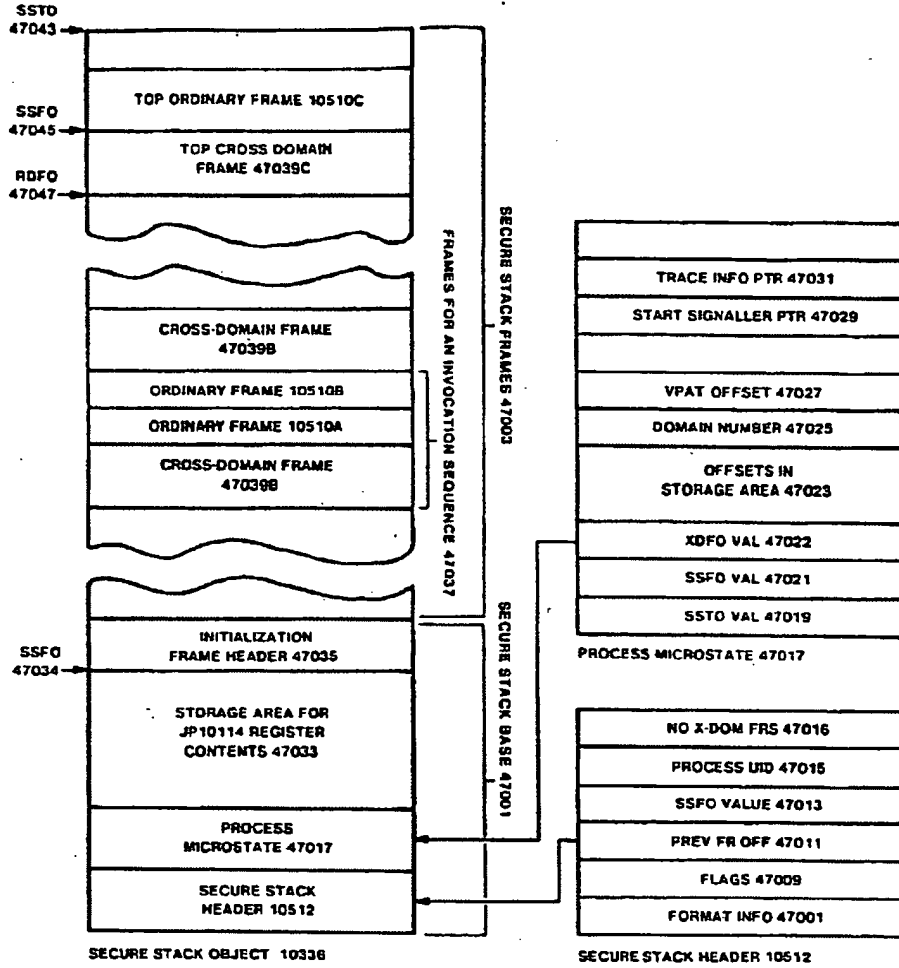 SSTO
47043
TOP ORDINARY FRAME 10510C
SSFO
47045
TOP CROSS DOMAIN
FRAME 47039C
RDFO
47047
CROSS-DOMAIN FRAME
47039B
ORDINARY FRAME 10510B
ORDINARY FRAME 10510A
CROSS-DOMAIN FRAME
47039B
FRAMES FOR AN INVOCATION SEQUENCE 47037
SECURE STACK FRAMES 47003
INITIALIZATION
FRAME HEADER 47035
SSFO
47034
STORAGE AREA FOR
JP10114 REGISTER
CONTENTS 47033
PROCESS
MICROSTATE 47017
SECURE STACK
HEADER 10512
SECURE STACK BASE 47001
SECURE STACK OBJECT 10336
TRACE INFO PTR 47031
START SIGNALLER PTR 47029
VPAT OFFSET 47027
DOMAIN NUMBER 47025
OFFSETS IN
STORAGE AREA 47023
XDFO VAL 47022
SSFO VAL 47021
SSTO VAL 47019
PROCESS MICROSTATE 47017
NO X-DOM FRS 47016
PROCESS UID 47015
SSFO VALUE 47013
PREV FR OFF 47011
FLAGS 47009
FORMAT INFO 47001
SECURE STACK HEADER 10512